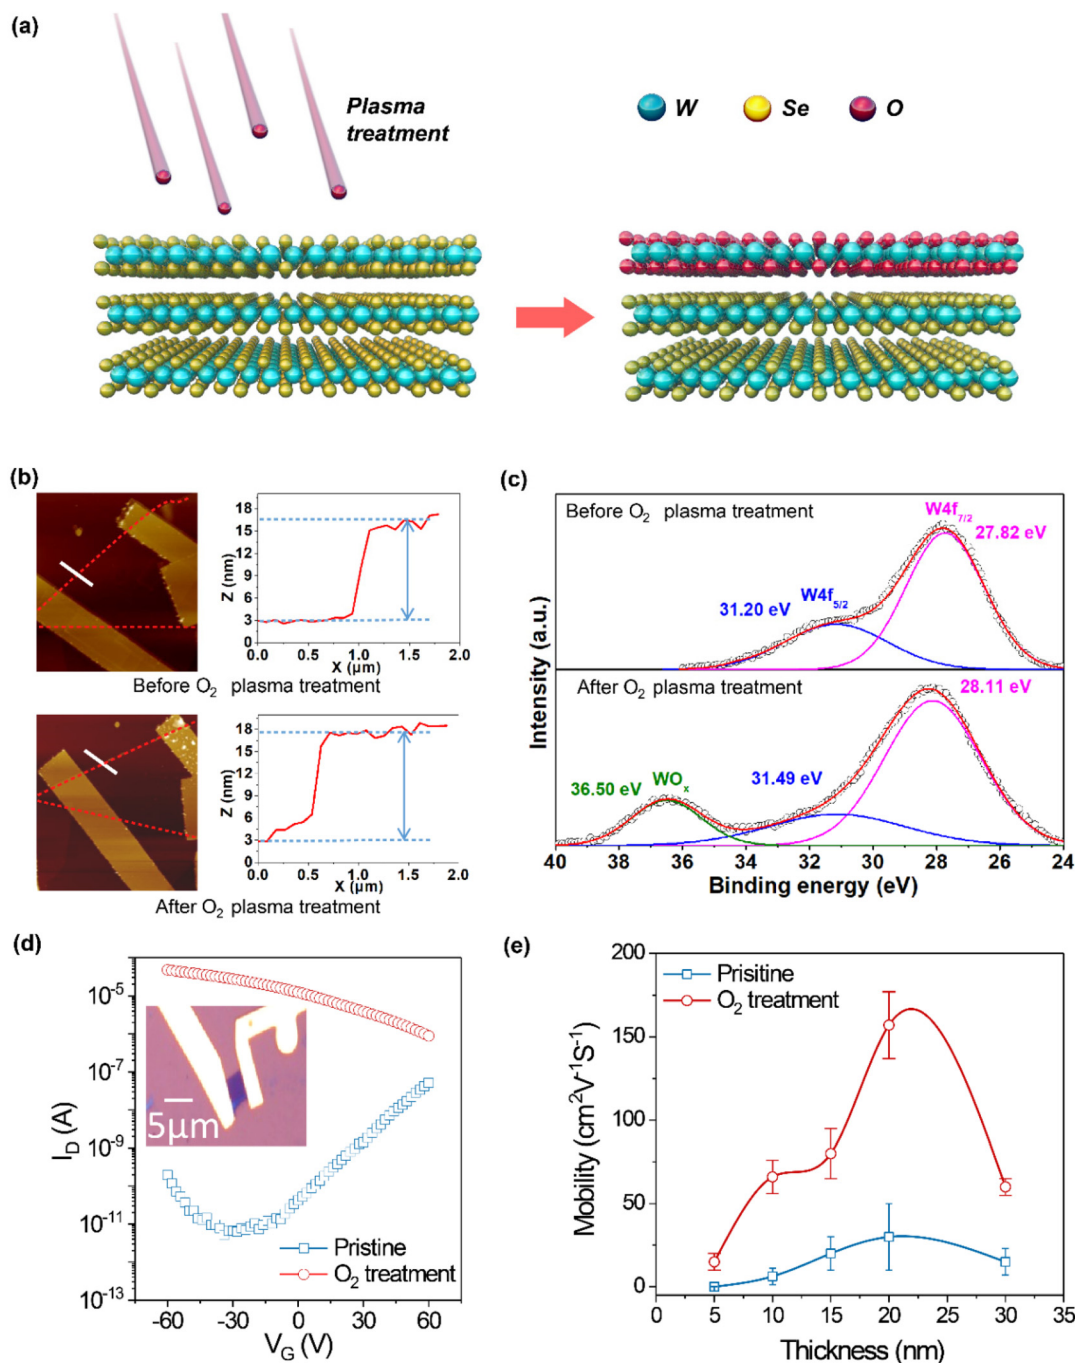 (a)
Plasma
treatment
W Se O
(b)
18
15
12
9
6
3
0
Z (nm)
0.0 0.5 1.0 1.5 2.0
X (μm)
Before O2 plasma treatment
18
15
12
9
6
3
0
Z (nm)
0.0 0.5 1.0 1.5 2.0
X (μm)
After O2 plasma treatment
(c)
Before O2 plasma treatment
W4f7/2
27.82 eV
W4f5/2
31.20 eV
After O2 plasma treatment
28.11 eV
36.50 eV WOx
31.49 eV
Intensity (a.u.)
40 38 36 34 32 30 28 26 24
Binding energy (eV)
(d)
10-5
10-7
10-9
10-11
10-13
ID (A)
5μm
Pristine
O2 treatment
-60 -30 0 30 60
VG (V)
(e)
200
150
100
50
0
Mobility (cm2V-1S-1)
Prisitine
O2 treatment
0 5 10 15 20 25 30 35
Thickness (nm)